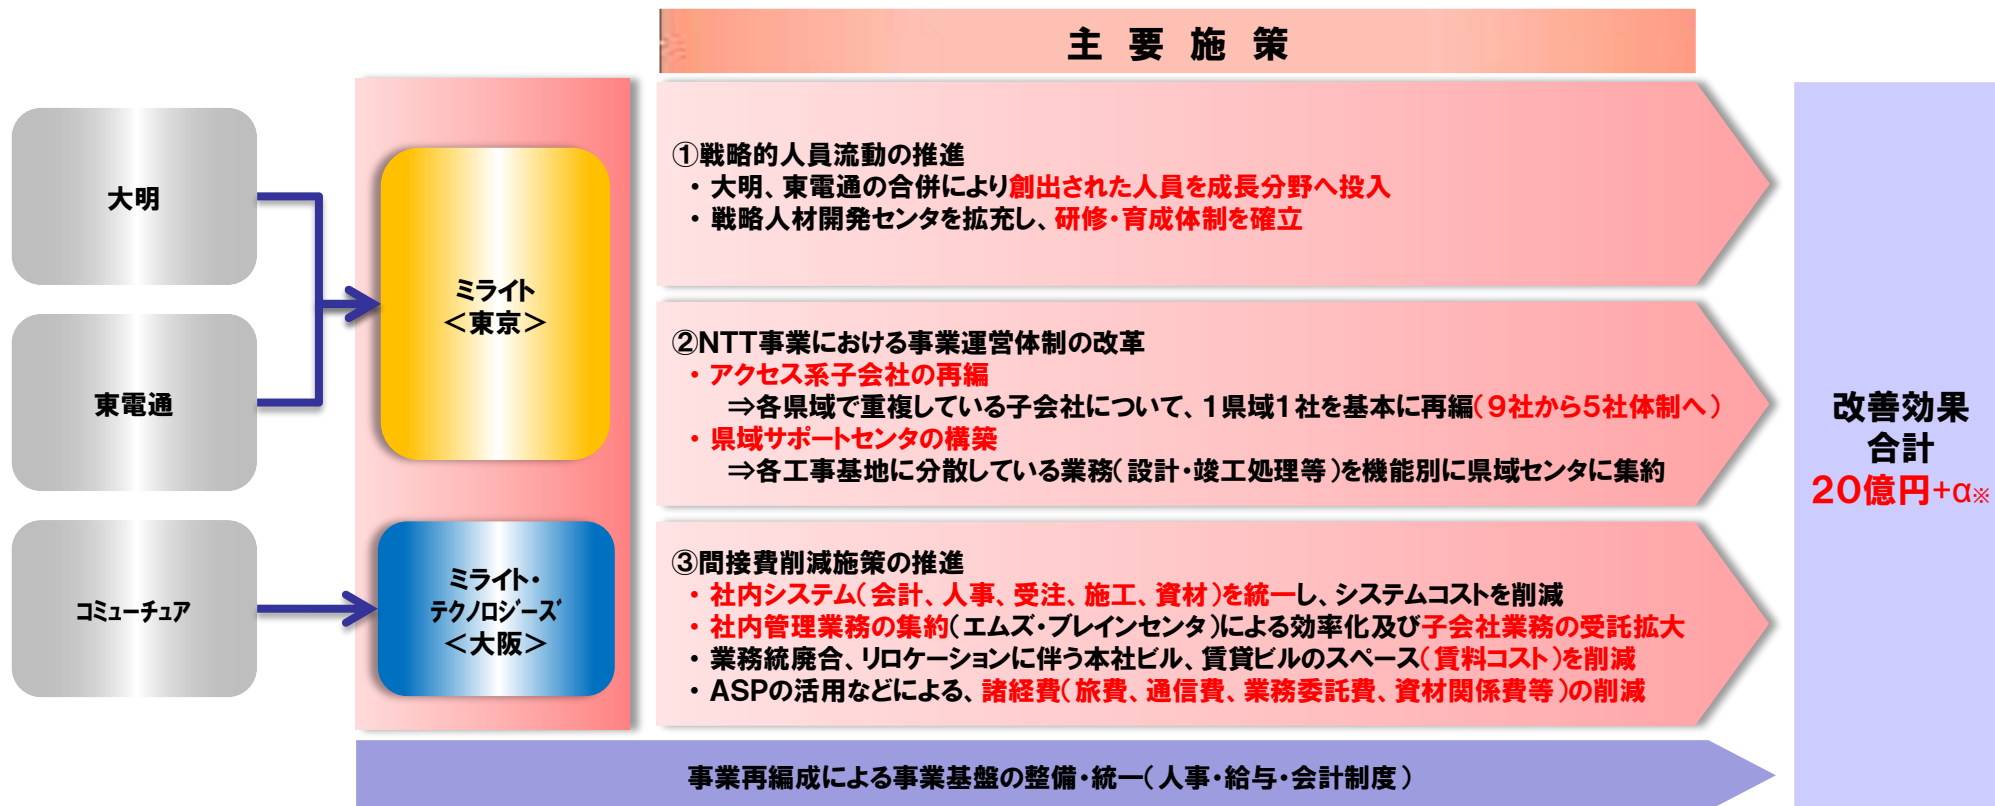 主要施策
大明
東電通
コミューチュア
ミライト
＜東京＞
ミライト・
テクノロジーズ
＜大阪＞
①戦略的人員流動の推進
・大明、東電通の合併により創出された人員を成長分野へ投入
・戦略人材開発センタを拡充し、研修・育成体制を確立
②NTT事業における事業運営体制の改革
・アクセス系子会社の再編
⇒各県域で重複している子会社について、1県域1社を基本に再編（9社から5社体制へ）
・県域サポートセンタの構築
⇒各工事基地に分散している業務（設計・竣工処理等）を機能別に県域センタに集約
③間接費削減施策の推進
・社内システム（会計、人事、受注、施工、資材）を統一し、システムコストを削減
・社内管理業務の集約（エムズ・ブレインセンタ）による効率化及び子会社業務の受託拡大
・業務統廃合、リロケーションに伴う本社ビル、賃貸ビルのスペース（賃料コスト）を削減
・ASPの活用などによる、諸経費（旅費、通信費、業務委託費、資材関係費等）の削減
改善効果
合計
20億円+α※
事業再編成による事業基盤の整備・統一（人事・給与・会計制度）